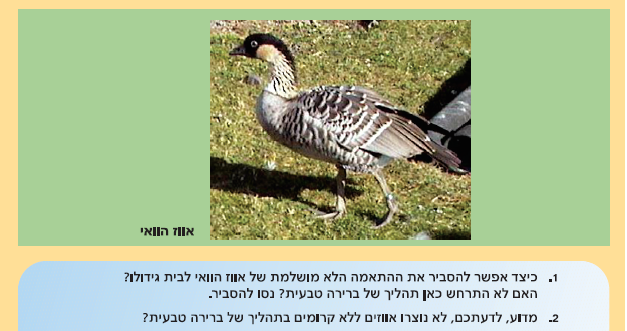 אווז הוואי
1. כיצד אפשר להסביר את ההתאמה הלא מושלמת של אווז הוואי לבית גידולו?
האם לא התרחש כאן תהליך של ברירה טבעית? נסו להסביר.
2. מדוע, לדעתכם, לא נוצרו אווזים ללא קרומים בתהליך של ברירה טבעית?